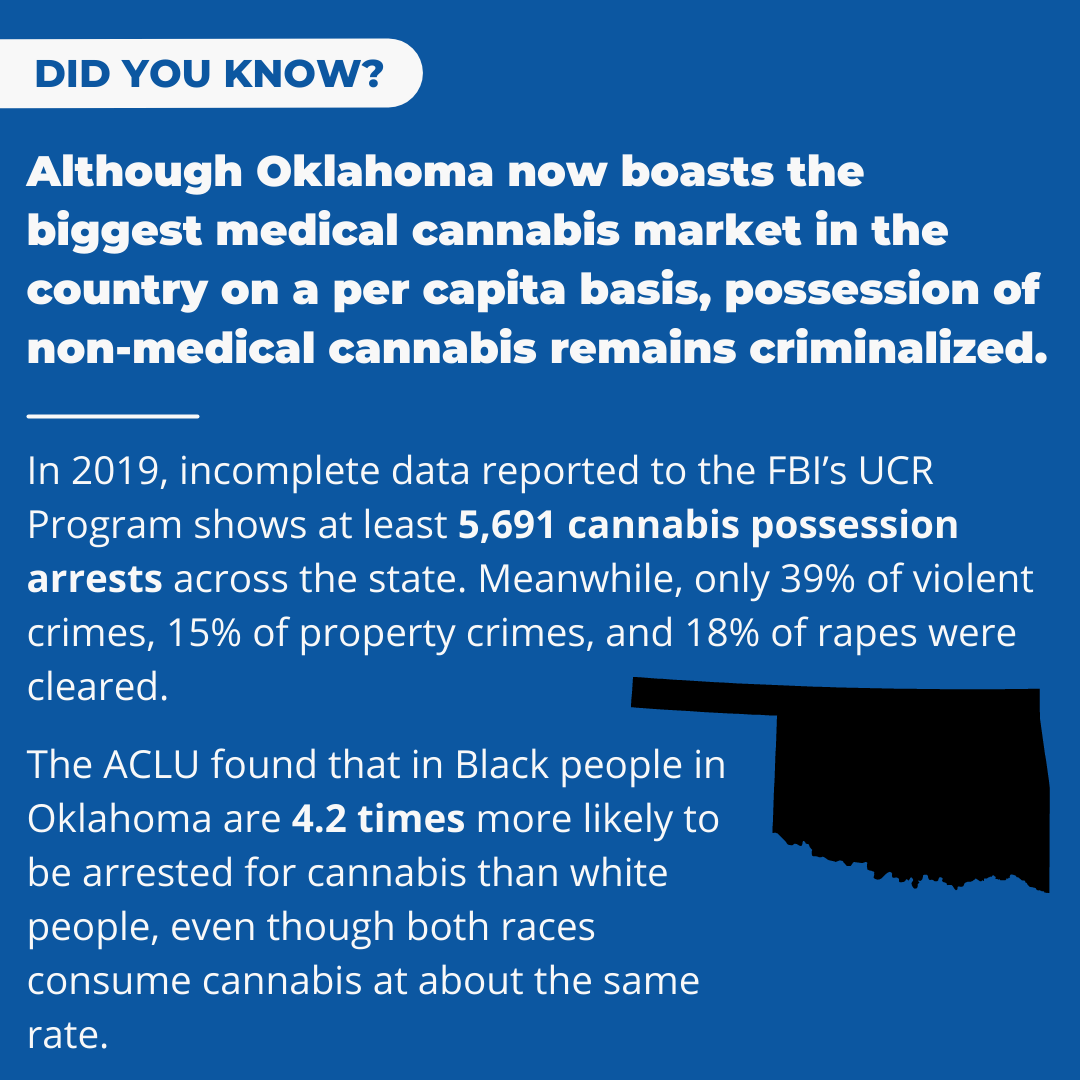 DID YOU KNOW?
Although Oklahoma now boasts the
biggest medical cannabis market in the
country on a per capita basis, possession of
non-medical cannabis remains criminalized.
In 2019, incomplete data reported to the FBI’s UCR
Program shows at least 5,691 cannabis possession
arrests across the state. Meanwhile, only 39% of violent
crimes, 15% of property crimes, and 18% of rapes were
cleared.
The ACLU found that in Black people in
Oklahoma are 4.2 times more likely to
be arrested for cannabis than white
people, even though both races
consume cannabis at about the same
rate.